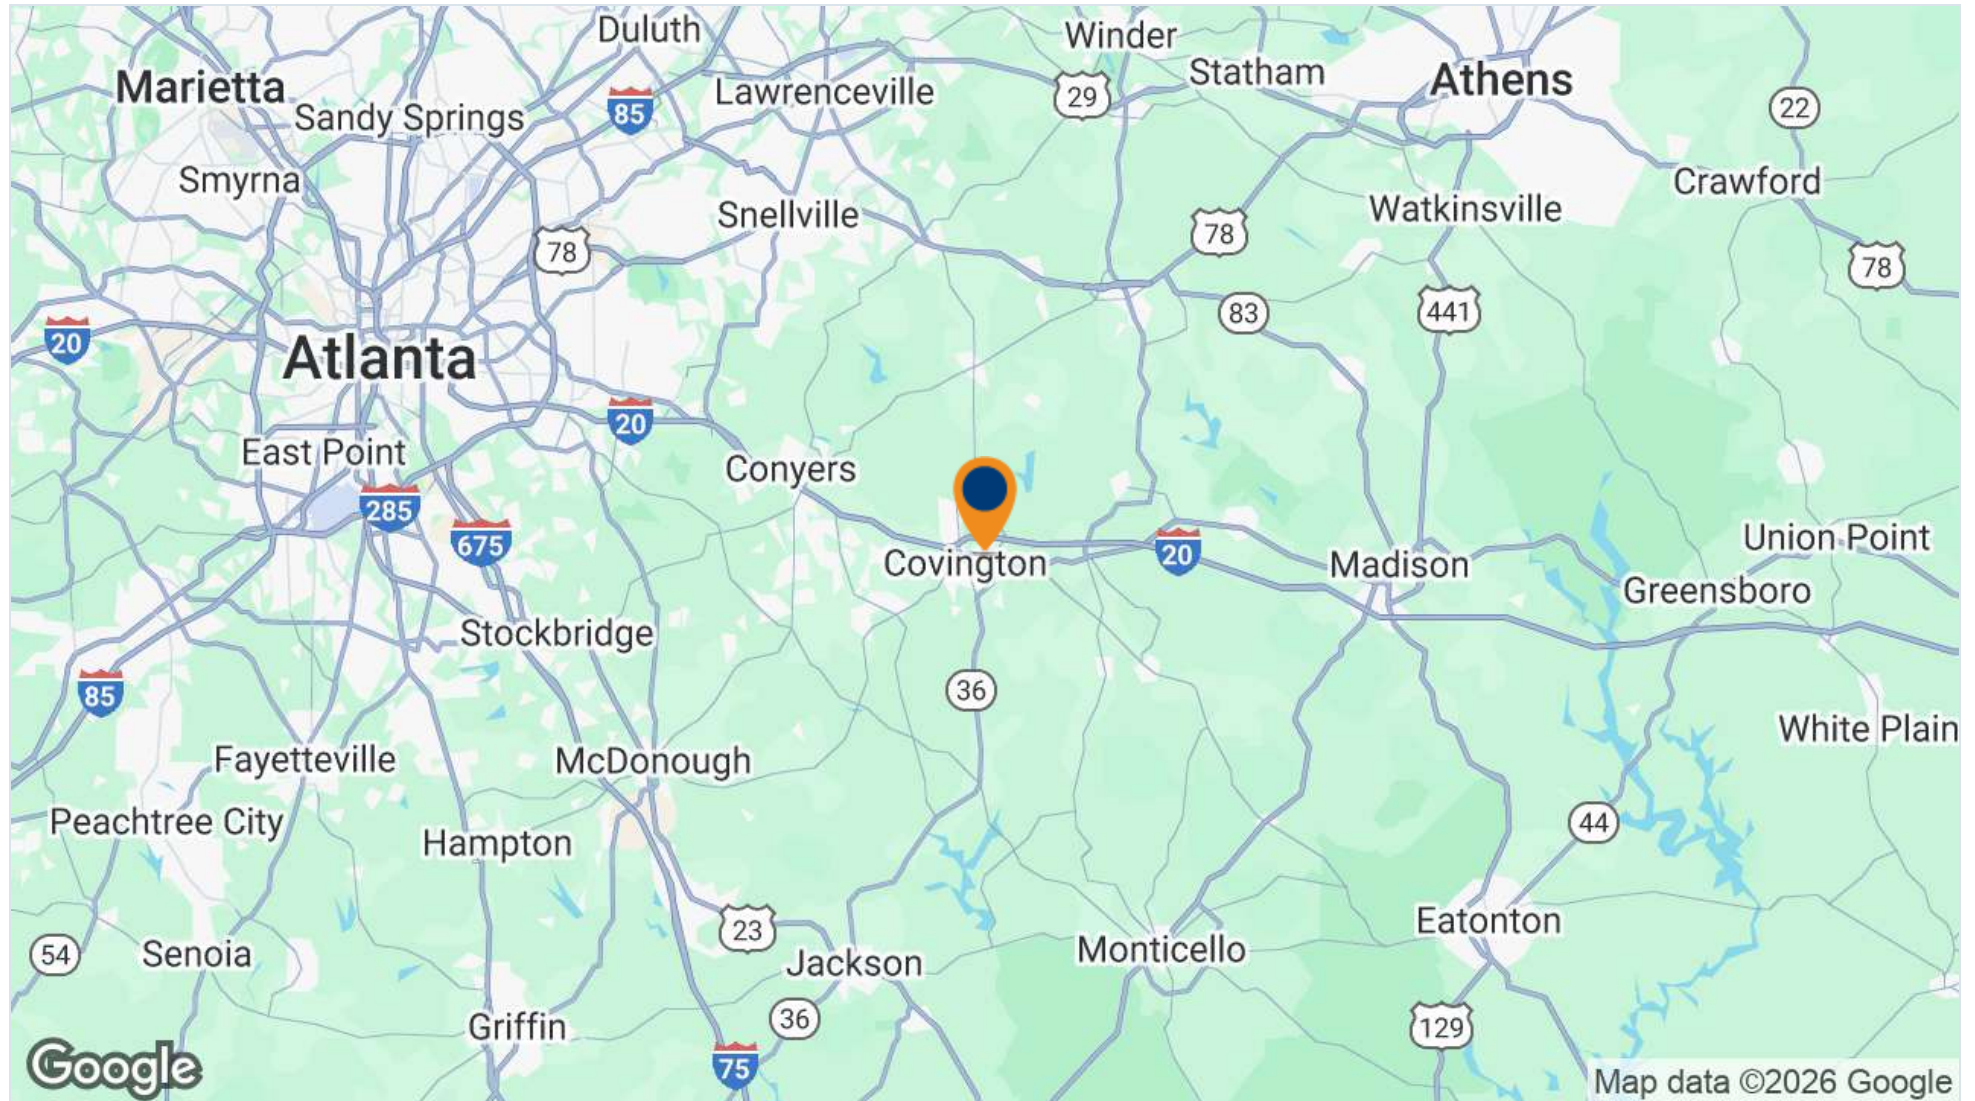 Duluth
Winder
Statham
Marietta
Athens
Lawrenceville
29
22
Sandy Springs
85
Smyrna
Crawford
Snellville
Watkinsville
78
78
78
20
83
441
Atlanta
20
East Point
Conyers
285
675
Covington
20
Madison
Union Point
Greensboro
Stockbridge
36
85
White Plain
Fayetteville
McDonough
Peachtree City
44
Hampton
23
Eatonton
54
Senoia
Jackson
Monticello
36
Griffin
129
75
Google
Map data ©2026 Google